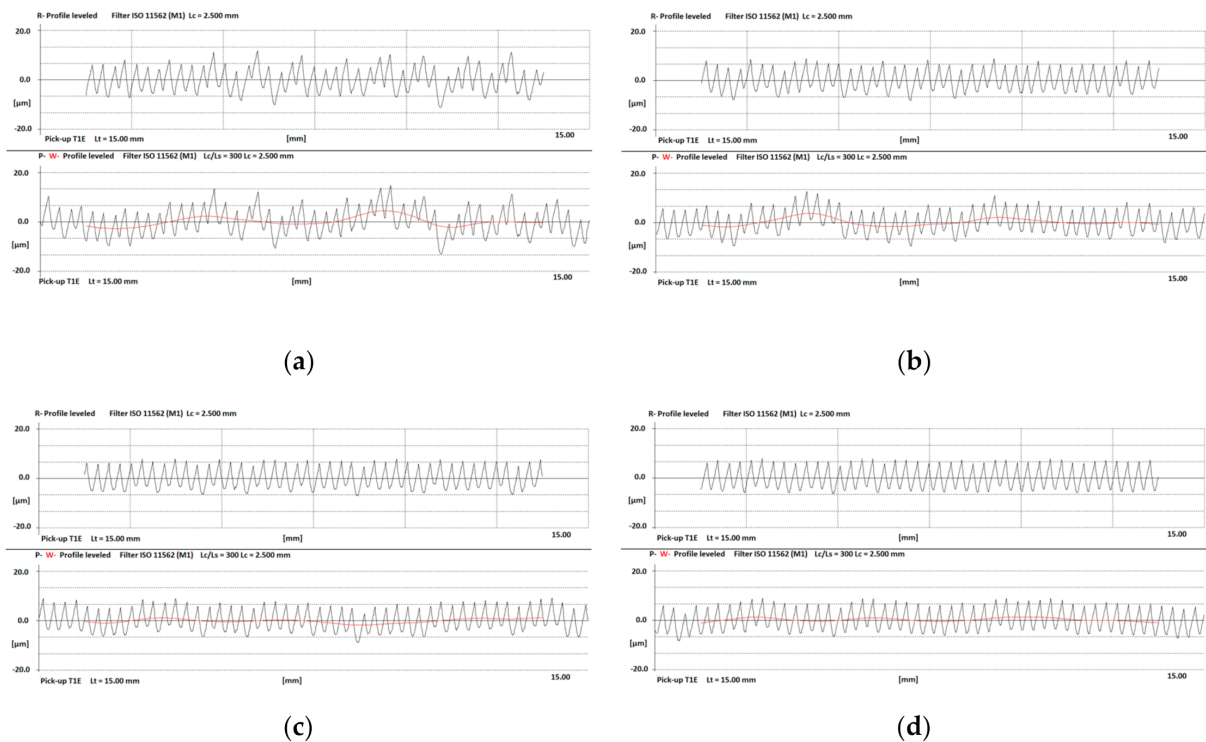 R- Profile leveled Filter ISO 11562 (M1) Lc = 2.500 mm
20.0
0.0
[µm]
-20.0
Pick-up T1E Lt = 15.00 mm [mm] 15.00
P- W- Profile leveled Filter ISO 11562 (M1) Lc/Ls = 300 Lc = 2.500 mm
20.0
0.0
[µm]
-20.0
Pick-up T1E Lt = 15.00 mm [mm] 15.00
(a)
R- Profile leveled Filter ISO 11562 (M1) Lc = 2.500 mm
20.0
0.0
[µm]
-20.0
Pick-up T1E Lt = 15.00 mm [mm] 15.00
P- W- Profile leveled Filter ISO 11562 (M1) Lc/Ls = 300 Lc = 2.500 mm
20.0
0.0
[µm]
-20.0
Pick-up T1E Lt = 15.00 mm [mm] 15.00
(b)
R- Profile leveled Filter ISO 11562 (M1) Lc = 2.500 mm
20.0
0.0
[µm]
-20.0
Pick-up T1E Lt = 15.00 mm [mm] 15.00
P- W- Profile leveled Filter ISO 11562 (M1) Lc/Ls = 300 Lc = 2.500 mm
20.0
0.0
[µm]
-20.0
Pick-up T1E Lt = 15.00 mm [mm] 15.00
(c)
R- Profile leveled Filter ISO 11562 (M1) Lc = 2.500 mm
20.0
0.0
[µm]
-20.0
Pick-up T1E Lt = 15.00 mm [mm] 15.00
P- W- Profile leveled Filter ISO 11562 (M1) Lc/Ls = 300 Lc = 2.500 mm
20.0
0.0
[µm]
-20.0
Pick-up T1E Lt = 15.00 mm [mm] 15.00
(d)